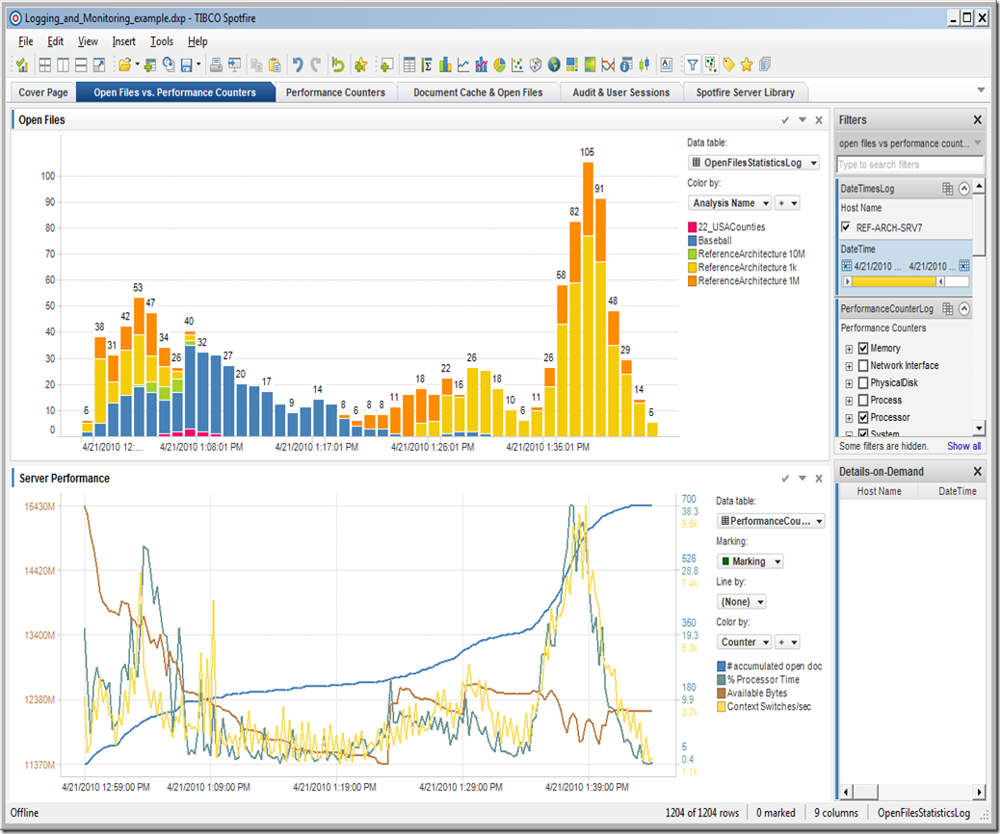 Logging_and_Monitoring_example.dxp - TIBCO Spotfire
File Edit View Insert Tools Help
Cover Page
Open Files vs. Performance Counters
Performance Counters
Document Cache & Open Files
Audit & User Sessions
Spotfire Server Library
Open Files
100
90
80
70
60
50
40
30
20
10
0
6
38
31
42
53
47
34
26
40
32
27
20
17
9
14
8
6
8
8
11
18
22
16
26
18
10
6
11
26
58
82
105
91
48
29
14
5
4/21/2010 12:...
4/21/2010 1:08:01 PM
4/21/2010 1:17:01 PM
4/21/2010 1:26:01 PM
4/21/2010 1:35:01 PM
Data table:
OpenFilesStatisticsLog
Color by:
Analysis Name
+
22_USACounties
Baseball
ReferenceArchitecture 10M
ReferenceArchitecture 1k
ReferenceArchitecture 1M
Server Performance
15430M
14420M
13400M
12380M
11370M
700
38.3
9.5k
526
28.8
7.4k
350
19.3
5.3k
180
9.9
3.2k
5
0.4
1.1k
4/21/2010 12:59:00 PM
4/21/2010 1:09:00 PM
4/21/2010 1:19:00 PM
4/21/2010 1:29:00 PM
4/21/2010 1:39:00 PM
Data table:
PerformanceCou...
Marking:
Marking
Line by:
(None)
Color by:
Counter
+
# accumulated open doc
% Processor Time
Available Bytes
Context Switches/sec
Filters
open files vs performance count...
Type to search filters
DateTimesLog
Host Name
REF-ARCH-SRV7
DateTime
4/21/2010 ...
4/21/2010 ...
PerformanceCounterLog
Performance Counters
Memory
Network Interface
PhysicalDisk
Process
Processor
System
Some filters are hidden.
Show all
Details-on-Demand
Host Name
DateTime
Offline
1204 of 1204 rows
0 marked
9 columns
OpenFilesStatisticsLog